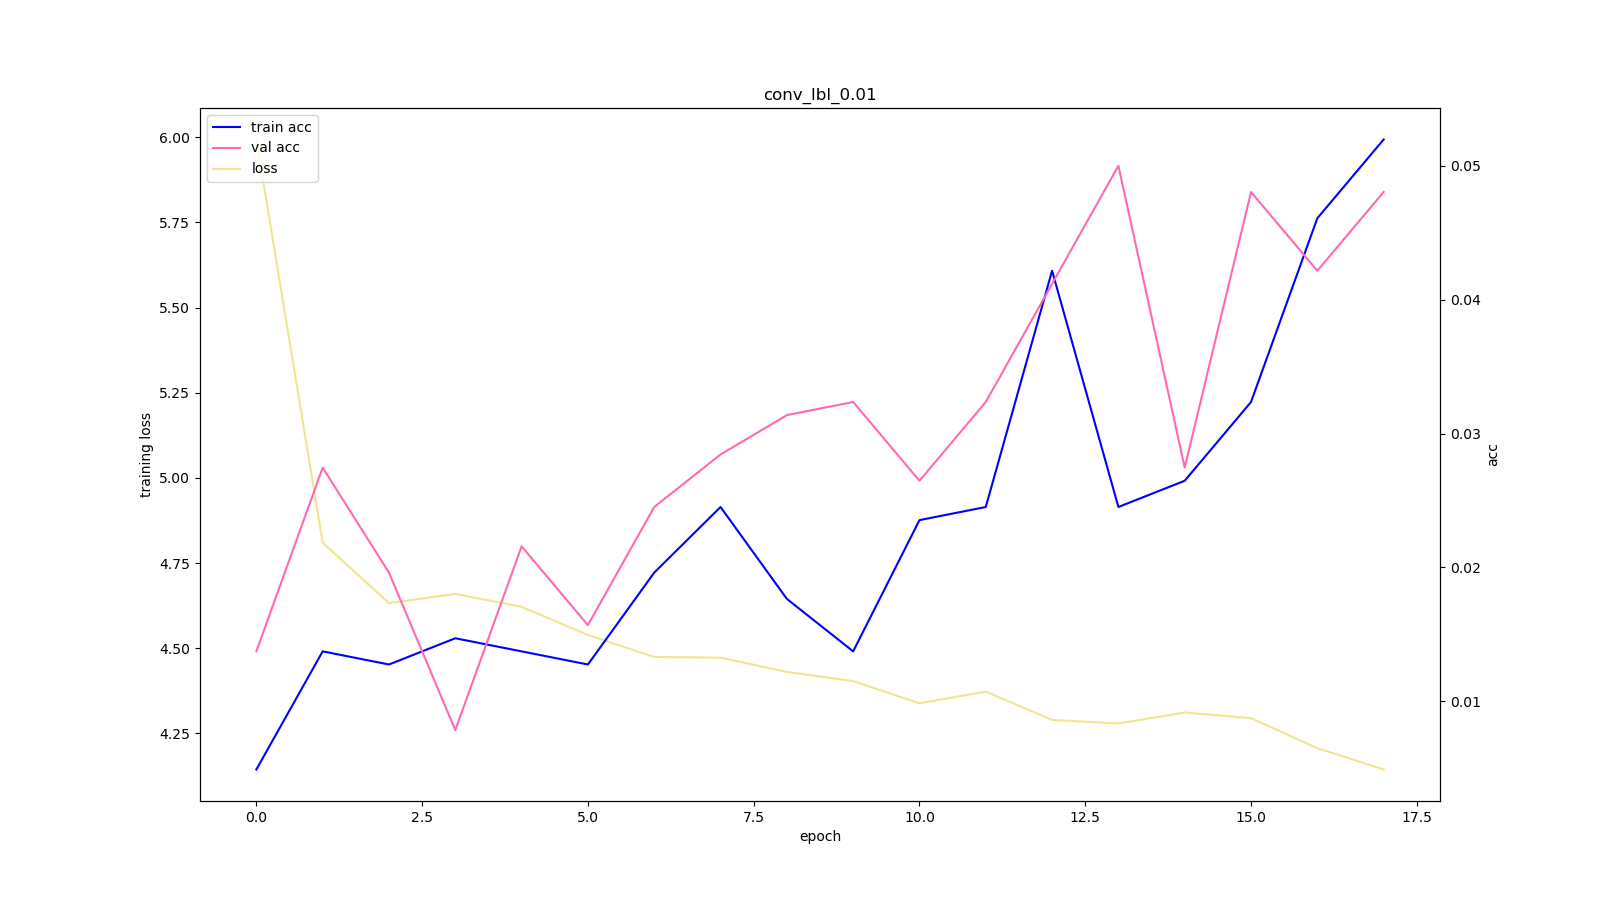 conv_lbl_0.01
train acc
val acc
loss
6.00
5.75
5.50
5.25
5.00
4.75
4.50
4.25
training loss
0.05
0.04
0.03
0.02
0.01
acc
0.0 2.5 5.0 7.5 10.0 12.5 15.0 17.5
epoch